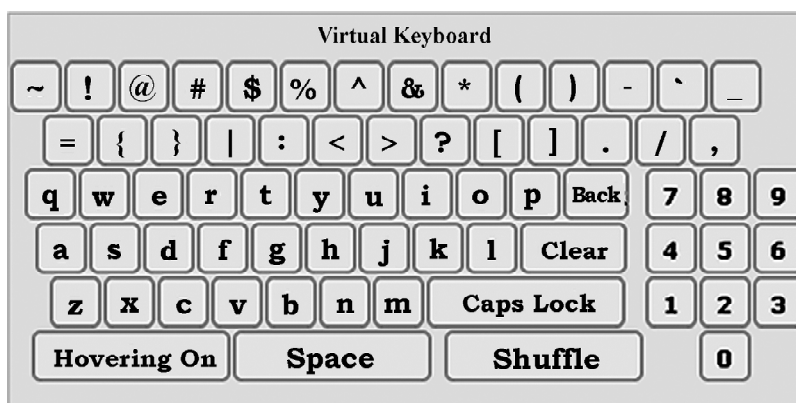 Virtual Keyboard
~ ! @ # $ % ^ & * ( ) - ` _
= { } | : < > ? [ ] . / ,
q w e r t y u i o p Back 7 8 9
a s d f g h j k l Clear 4 5 6
z x c v b n m Caps Lock 1 2 3
Hovering On Space Shuffle 0